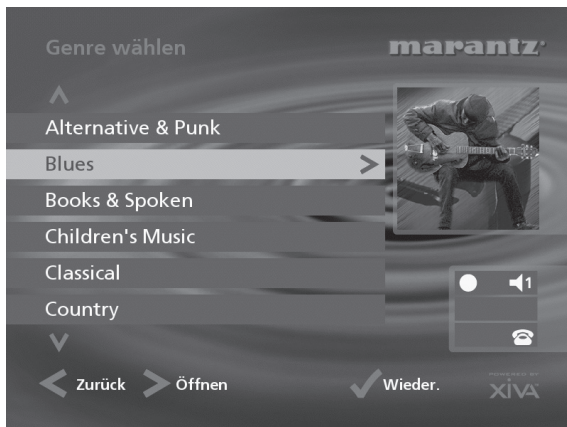 Genre wählen
marantz
Alternative & Punk
Blues
Books & Spoken
Children's Music
Classical
Country
1
Zurück Öffnen Wieder.
POWERED BY
XiVA